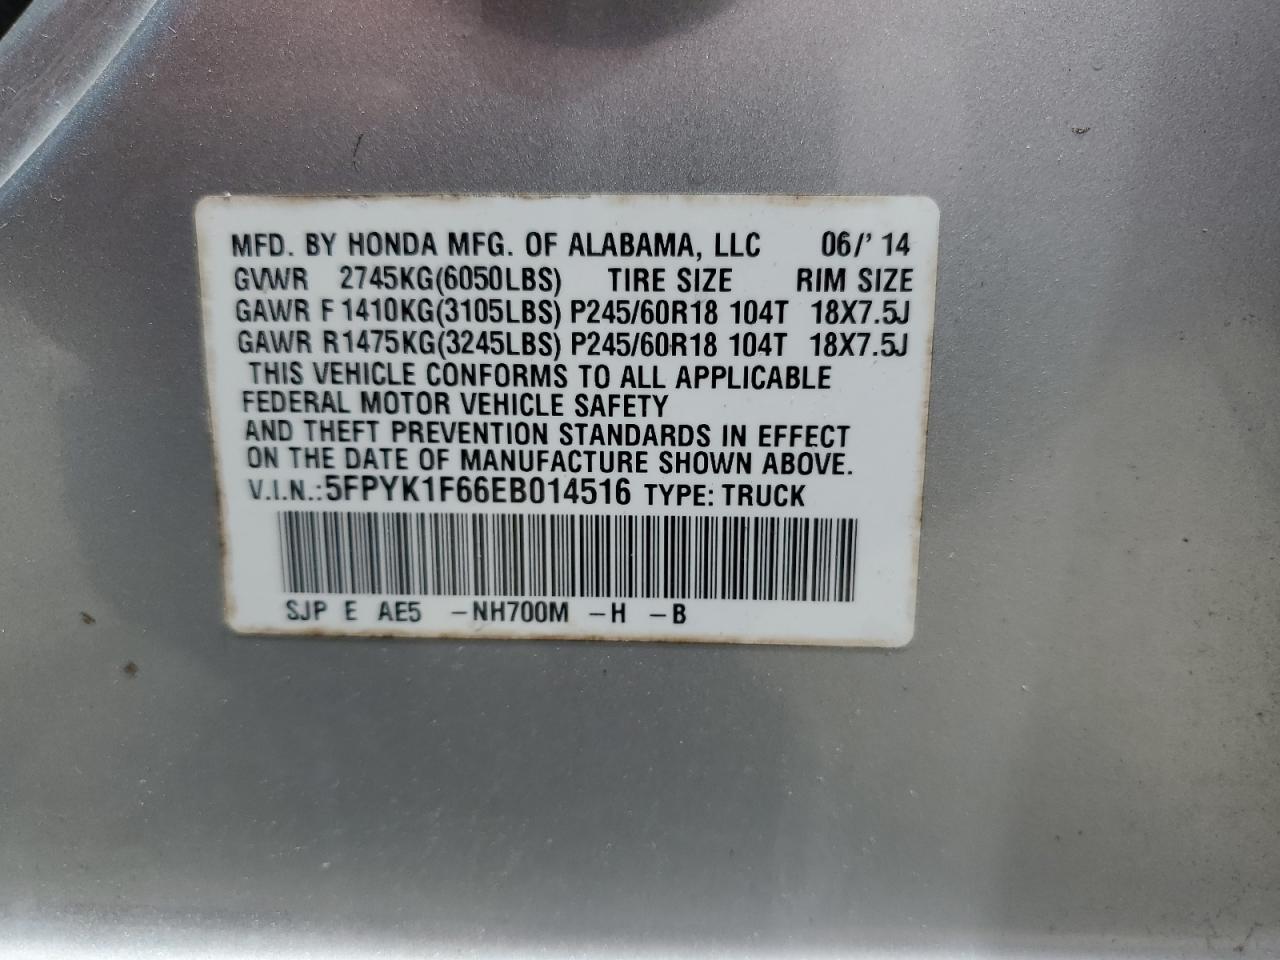 MFD. BY HONDA MFG. OF ALABAMA, LLC 06/' 14
GVWR 2745KG(6050LBS) TIRE SIZE RIM SIZE
GAWR F 1410KG(3105LBS) P245/60R18 104T 18X7.5J
GAWR R1475KG(3245LBS) P245/60R18 104T 18X7.5J
THIS VEHICLE CONFORMS TO ALL APPLICABLE
FEDERAL MOTOR VEHICLE SAFETY
AND THEFT PREVENTION STANDARDS IN EFFECT
ON THE DATE OF MANUFACTURE SHOWN ABOVE.
V.I.N.:5FPYK1F66EB014516 TYPE: TRUCK
SJP E AE5 -NH700M -H -B